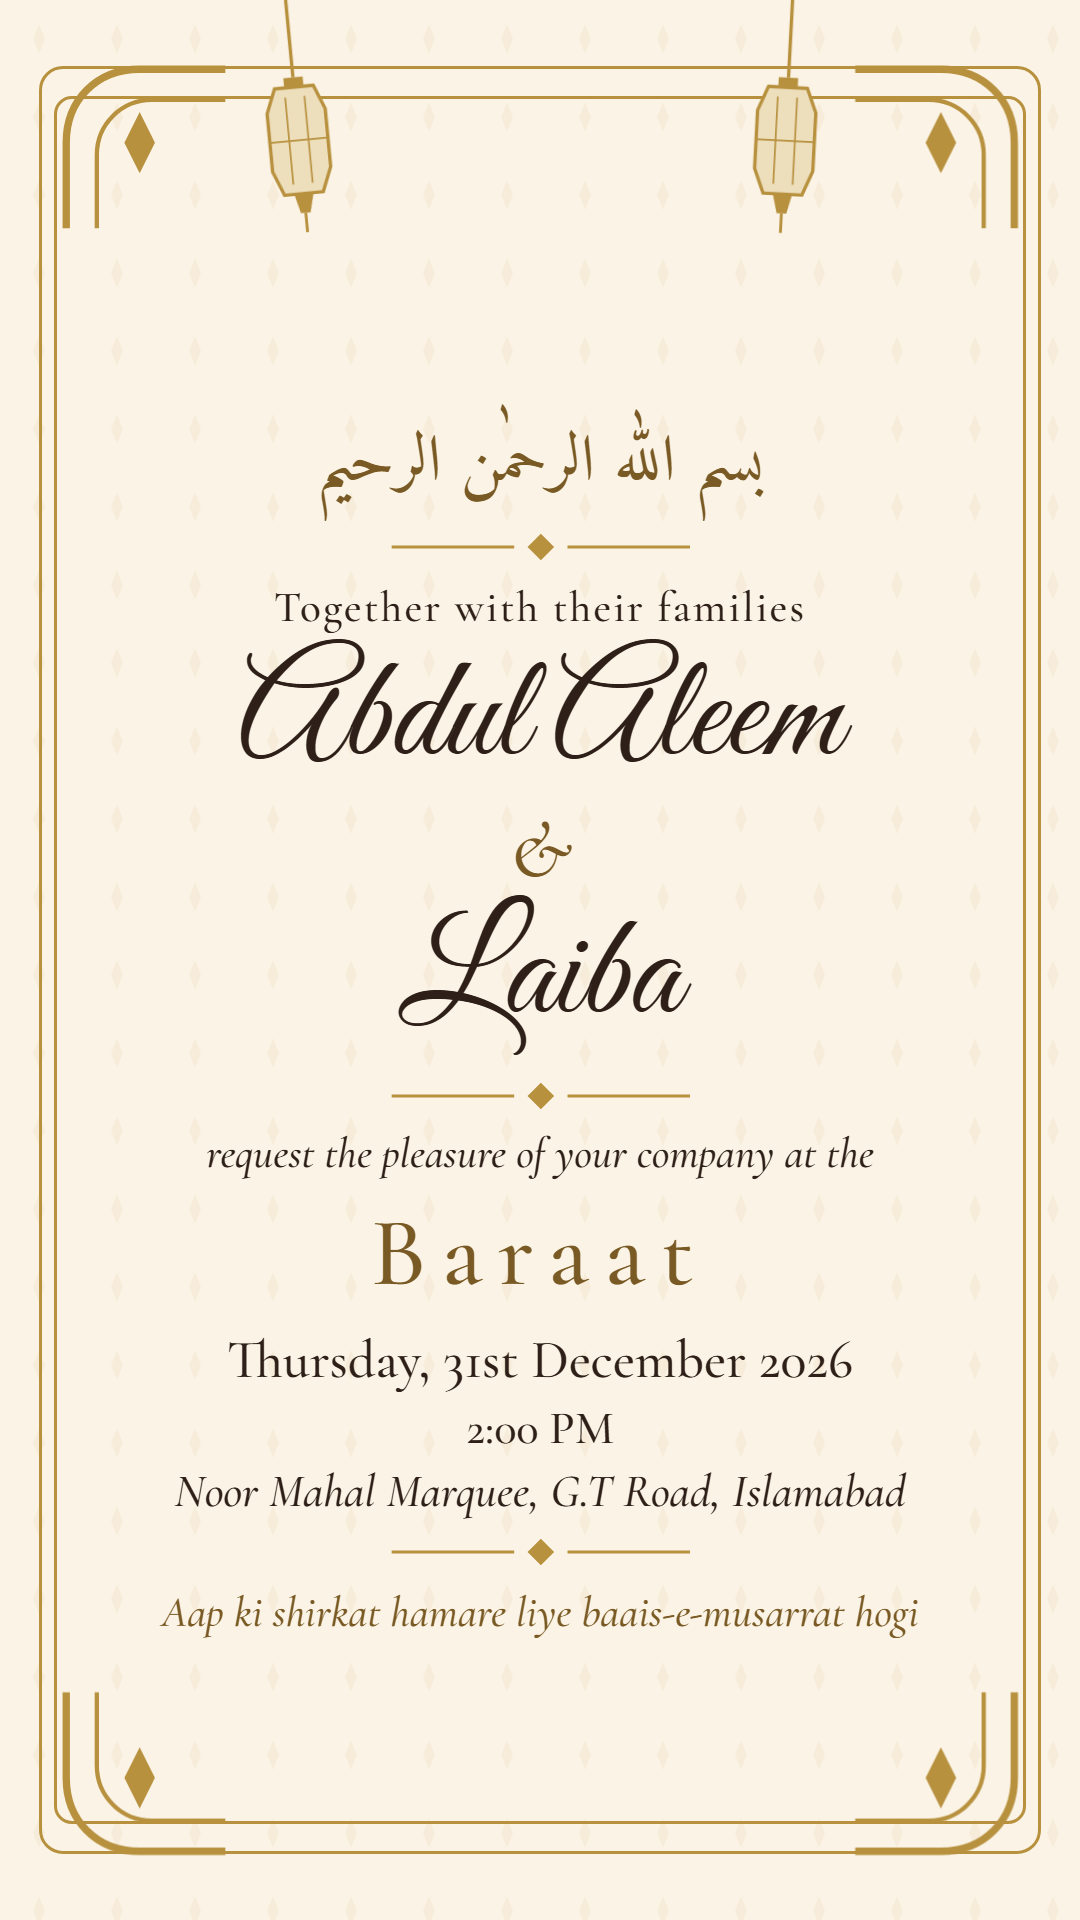 بسم الله الرحمٰن الرحيم
Together with their families
Abdul Aleem
&
Laiba
request the pleasure of your company at the
Baraat
Thursday, 31st December 2026
2:00 PM
Noor Mahal Marquee, G.T Road, Islamabad
Aap ki shirkat hamare liye baais-e-musarrat hogi